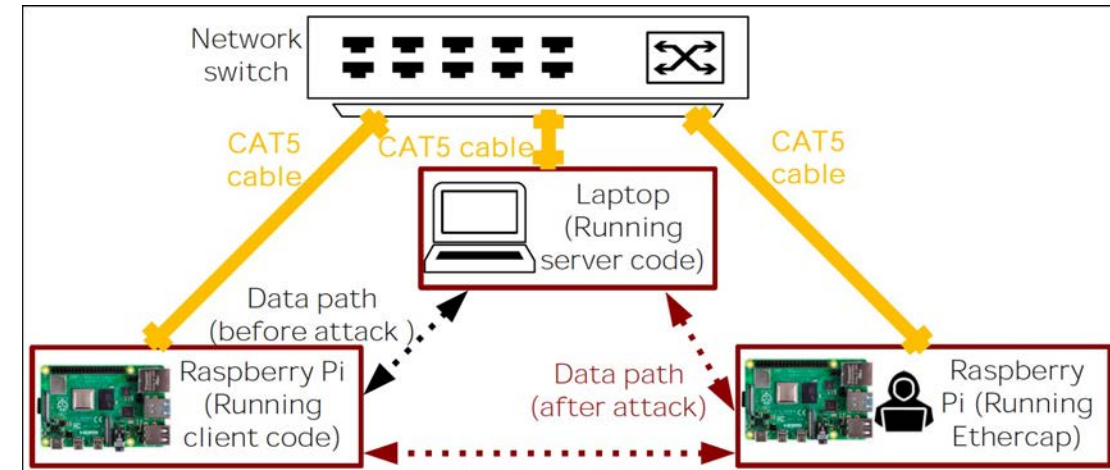 Network
switch
CAT5
cable
CAT5 cable
CAT5
cable
Laptop
(Running
server code)
Data path
(before attack )
Raspberry Pi
(Running
client code)
Data path
(after attack)
Raspberry
Pi (Running
Ethercap)